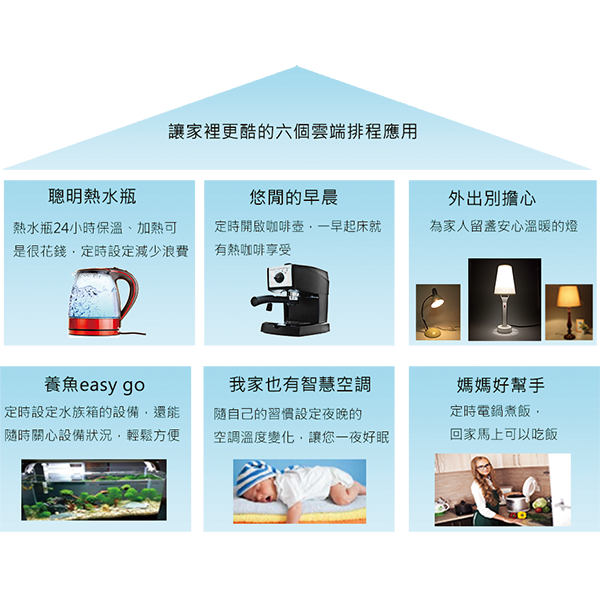 讓家裡更酷的六個雲端排程應用
聰明熱水瓶
熱水瓶24小時保溫、加熱可
是很花錢，定時設定減少浪費
悠閒的早晨
定時開啟咖啡壺，一早起床就
有熱咖啡享受
外出別擔心
為家人留盞安心溫暖的燈
養魚easy go
定時設定水族箱的設備，還能
隨時關心設備狀況，輕鬆方便
我家也有智慧空調
隨自己的習慣設定夜晚的
空調溫度變化，讓您一夜好眠
媽媽好幫手
定時電鍋煮飯，
回家馬上可以吃飯